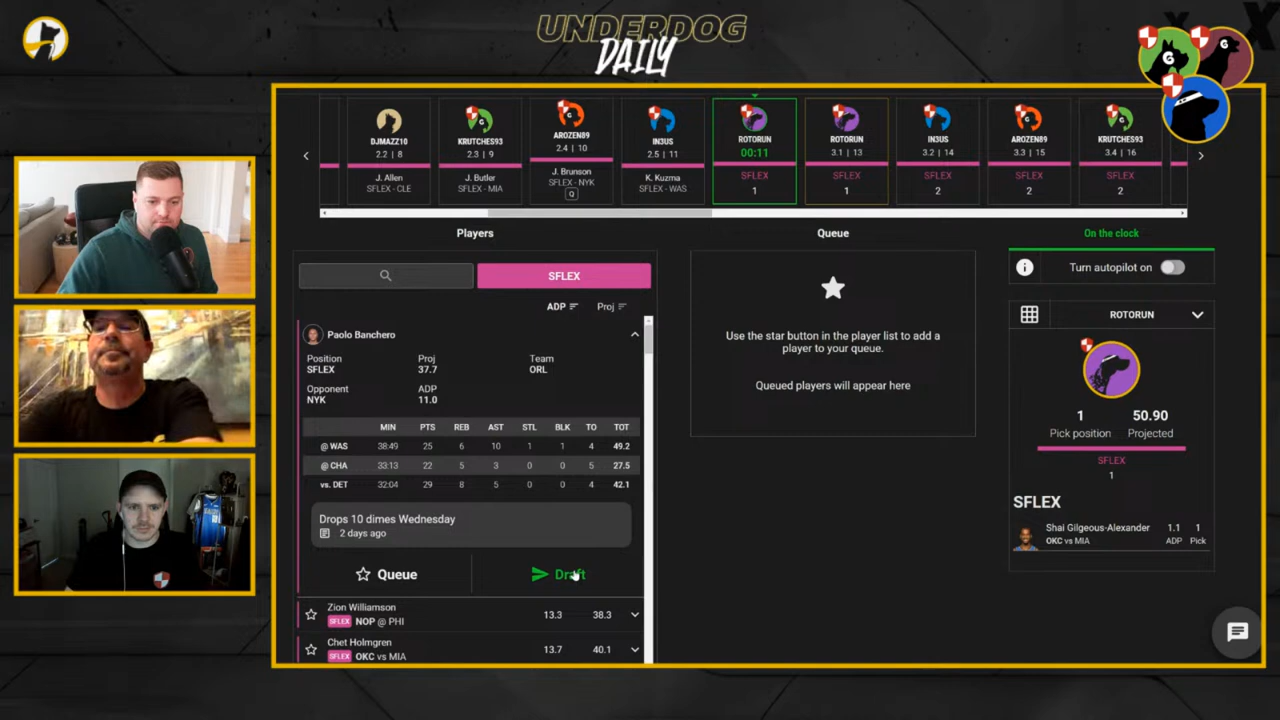 UNDERDOG
DAILY
G
G
DJMAZZ10
2.2 | 8
J. Allen
SFLEX - CLE
KRUTCHES93
2.3 | 9
J. Butler
SFLEX - MIA
AROZEN89
2.4 | 10
J. Brunson
SFLEX - NYK
Q
IN3US
2.5 | 11
K. Kuzma
SFLEX - WAS
ROTORUN
00:11
SFLEX
1
ROTORUN
3.1 | 13
SFLEX
1
IN3US
3.2 | 14
SFLEX
2
AROZEN89
3.3 | 15
SFLEX
2
KRUTCHES93
3.4 | 16
SFLEX
2
Players
SFLEX
ADP Proj
Paolo Banchero
Position Proj Team
SFLEX 37.7 ORL
Opponent ADP
NYK 11.0
MIN PTS REB AST STL BLK TO TOT
@ WAS 38:49 25 6 10 1 1 4 49.2
@ CHA 33:13 22 5 3 0 0 5 27.5
vs. DET 32:04 29 8 5 0 0 4 42.1
Drops 10 dimes Wednesday
2 days ago
Queue Draft
Zion Williamson
SFLEX NOP @ PHI 13.3 38.3
Chet Holmgren
SFLEX OKC vs MIA 13.7 40.1
Queue
Use the star button in the player list to add a
player to your queue.
Queued players will appear here
On the clock
Turn autopilot on
ROTORUN
1 50.90
Pick position Projected
SFLEX
1
SFLEX
Shai Gilgeous-Alexander 1.1 1
OKC vs MIA ADP Pick